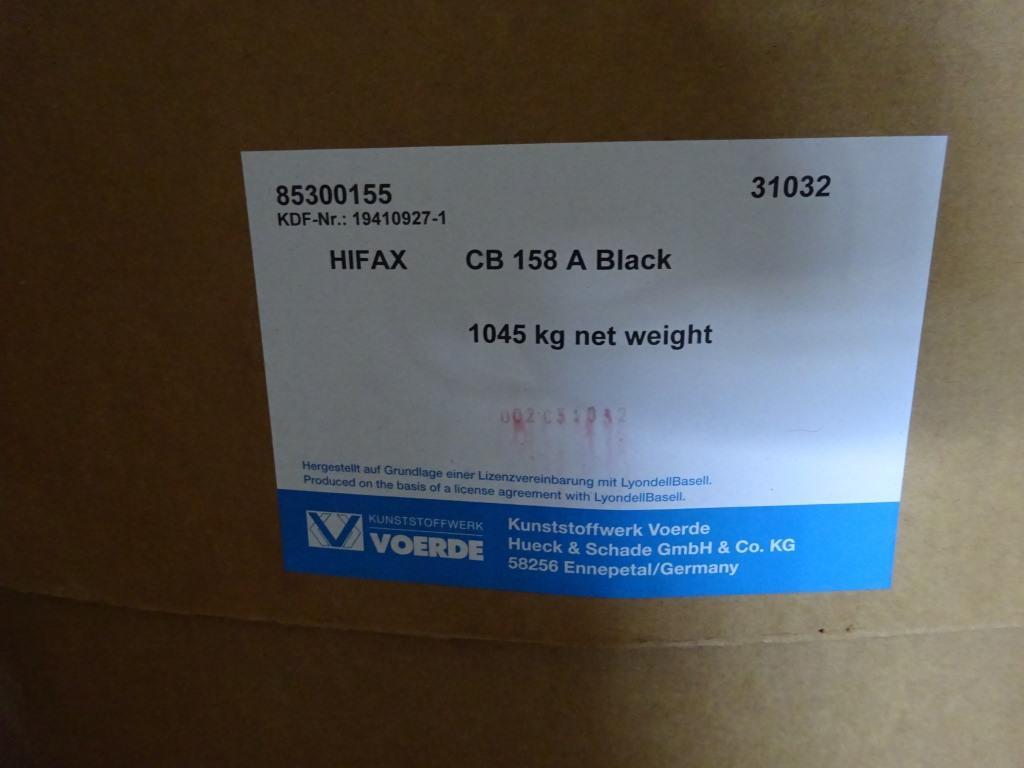 85300155
31032
KDF-Nr.: 19410927-1
HIFAX CB 158 A Black
1045 kg net weight
Hergestellt auf Grundlage einer Lizenzvereinbarung mit LyondellBasell.
Produced on the basis of a license agreement with LyondellBasell.
KUNSTSTOFFWERK
VOERDE
Kunststoffwerk Voerde
Hueck & Schade GmbH & Co. KG
58256 Ennepetal/Germany